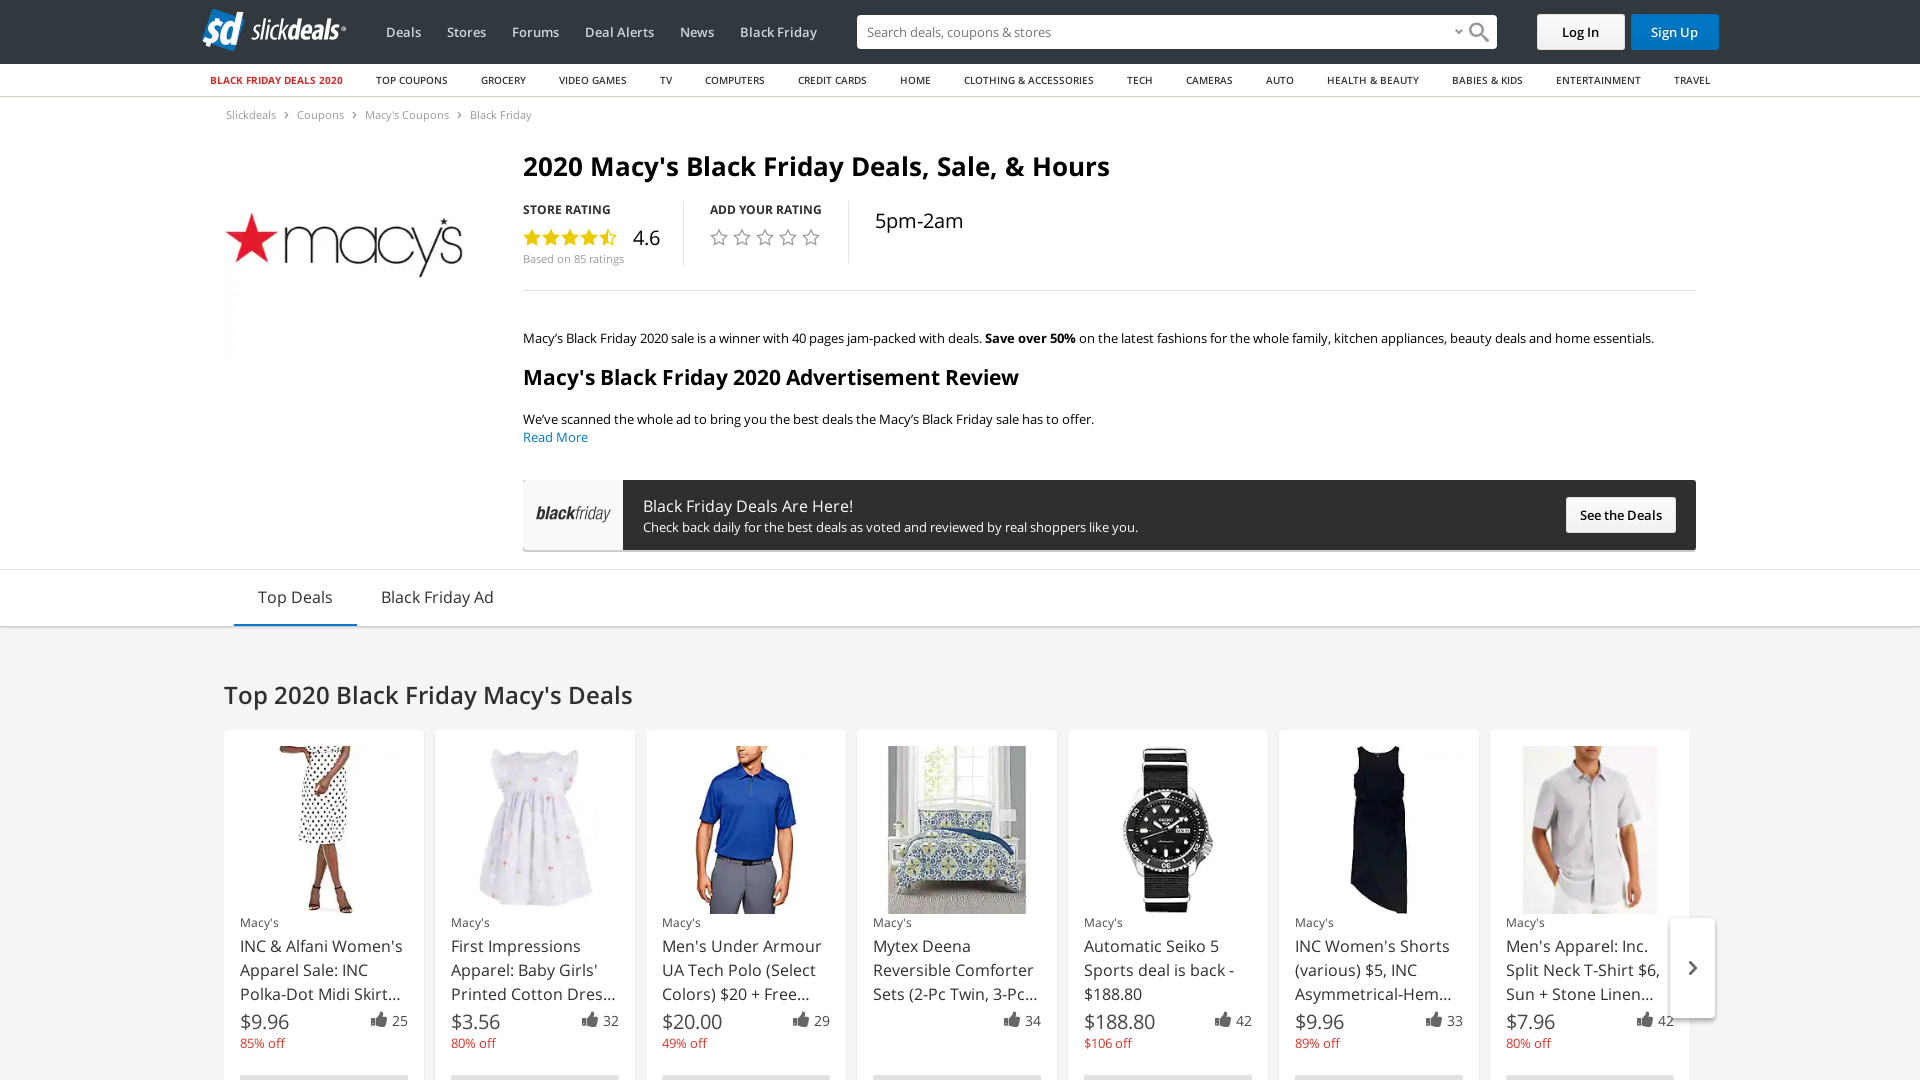 sd slickdeals
Deals Stores Forums Deal Alerts News Black Friday
Search deals, coupons & stores
Log In Sign Up
BLACK FRIDAY DEALS 2020 TOP COUPONS GROCERY VIDEO GAMES TV COMPUTERS CREDIT CARDS HOME CLOTHING & ACCESSORIES TECH CAMERAS AUTO HEALTH & BEAUTY BABIES & KIDS ENTERTAINMENT TRAVEL
Slickdeals > Coupons > Macy's Coupons > Black Friday
macy's
2020 Macy's Black Friday Deals, Sale, & Hours
STORE RATING
4.6
Based on 85 ratings
ADD YOUR RATING
5pm-2am
Macy’s Black Friday 2020 sale is a winner with 40 pages jam-packed with deals. Save over 50% on the latest fashions for the whole family, kitchen appliances, beauty deals and home essentials.
Macy's Black Friday 2020 Advertisement Review
We’ve scanned the whole ad to bring you the best deals the Macy’s Black Friday sale has to offer.
Read More
blackfriday
Black Friday Deals Are Here!
Check back daily for the best deals as voted and reviewed by real shoppers like you.
See the Deals
Top Deals Black Friday Ad
Top 2020 Black Friday Macy's Deals
Macy's
INC & Alfani Women's
Apparel Sale: INC
Polka-Dot Midi Skirt...
$9.96 25
85% off
Macy's
First Impressions
Apparel: Baby Girls'
Printed Cotton Dres...
$3.56 32
80% off
Macy's
Men's Under Armour
UA Tech Polo (Select
Colors) $20 + Free...
$20.00 29
49% off
Macy's
Mytex Deena
Reversible Comforter
Sets (2-Pc Twin, 3-Pc...
34
Macy's
Automatic Seiko 5
Sports deal is back -
$188.80
$188.80 42
$106 off
Macy's
INC Women's Shorts
(various) $5, INC
Asymmetrical-Hem...
$9.96 33
89% off
Macy's
Men's Apparel: Inc.
Split Neck T-Shirt $6,
Sun + Stone Linen...
$7.96 42
80% off